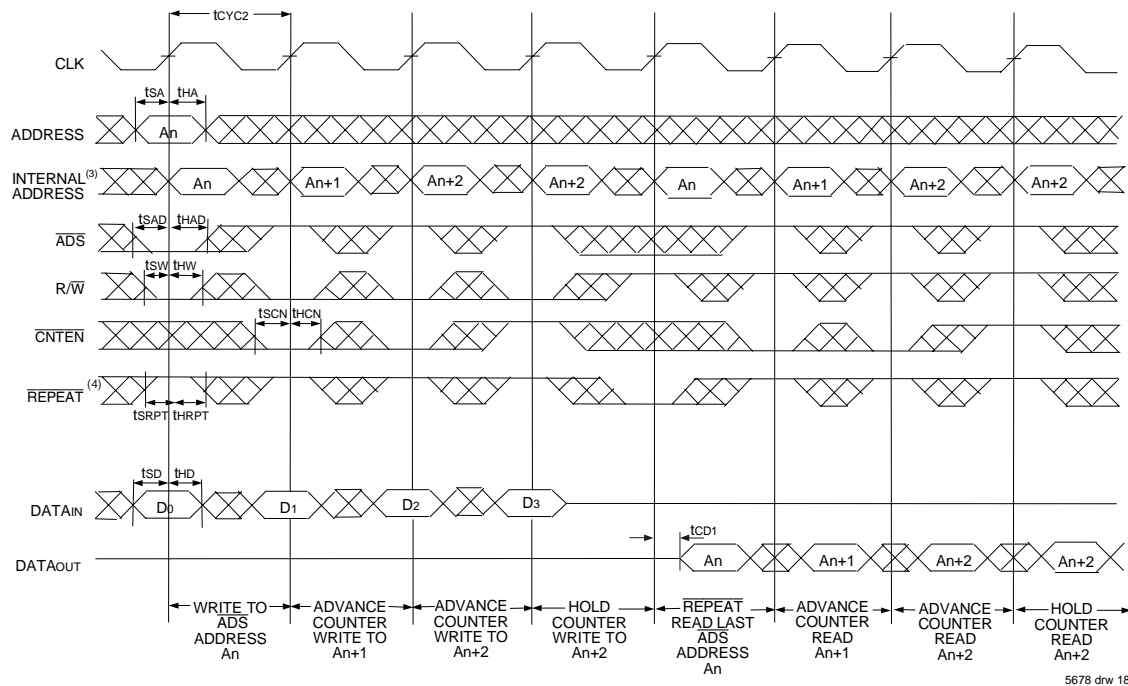 tCYC2
CLK
tSA tHA
ADDRESS An
INTERNAL(3) ADDRESS An An+1 An+2 An+2 An An+1 An+2 An+2
tSAD tHAD
ADS
tSW tHW
R/W
tSCN tHCN
CNTEN
REPEAT (4)
tSRPT tHRPT
tSD tHD
DATAIN D0 D1 D2 D3
tCD1
DATAOUT An An+1 An+2 An+2
WRITE TO
ADS
ADDRESS
An
ADVANCE
COUNTER
WRITE TO
An+1
ADVANCE
COUNTER
WRITE TO
An+2
HOLD
COUNTER
WRITE TO
An+2
REPEAT
READ LAST
ADS
ADDRESS
An
ADVANCE
COUNTER
READ
An+1
ADVANCE
COUNTER
READ
An+2
HOLD
COUNTER
READ
An+2
5678 drw 18